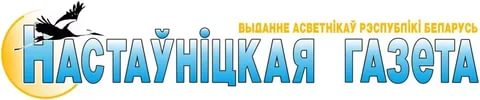 ВЫДАННЕ АСВЕТНІКАЎ РЭСПУБЛІКІ БЕЛАРУСЬ
НАСТАЎНІЦКАЯ ГАЗЕТА